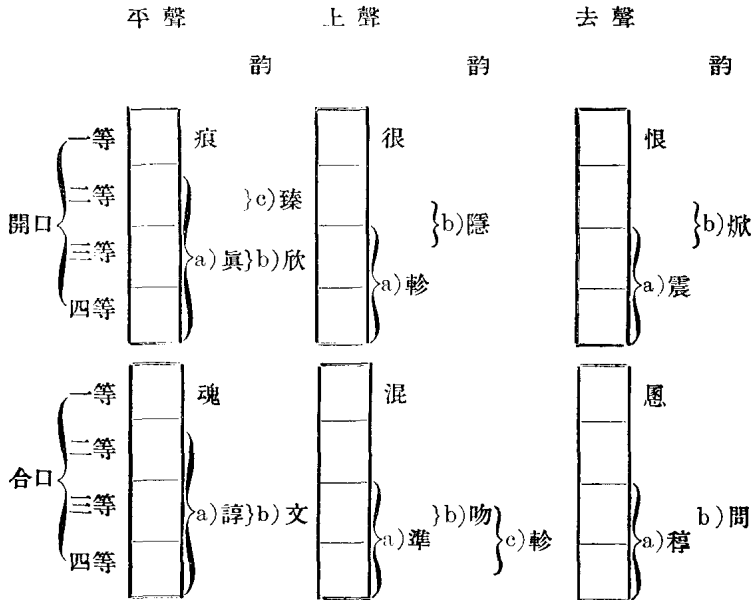 平聲 上聲 去聲
韵 韵 韵
一等 痕 很 恨
二等 }c)臻
開口 }b)隱 }b)焮
三等 a)眞}b)欣
a)軫 a)震
四等
一等 魂 混 慁
二等
合口
三等 a)諄}b)文 }b)吻 b)問
a)準 c)軫 a)稕
四等